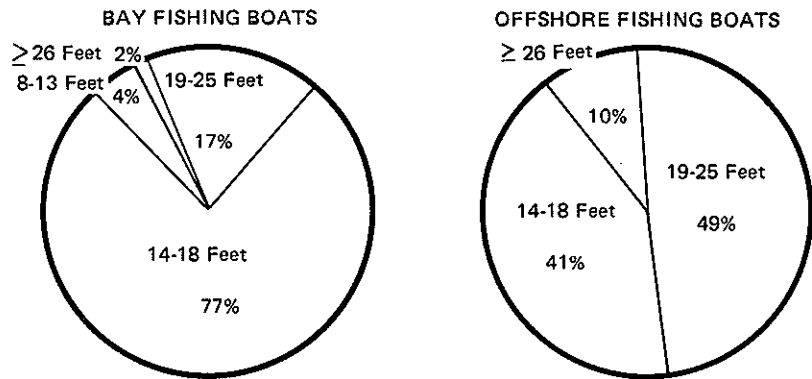 BAY FISHING BOATS
≥ 26 Feet 2%
8-13 Feet
4%
19-25 Feet
17%
14-18 Feet
77%
OFFSHORE FISHING BOATS
≥ 26 Feet
10%
19-25 Feet
49%
14-18 Feet
41%